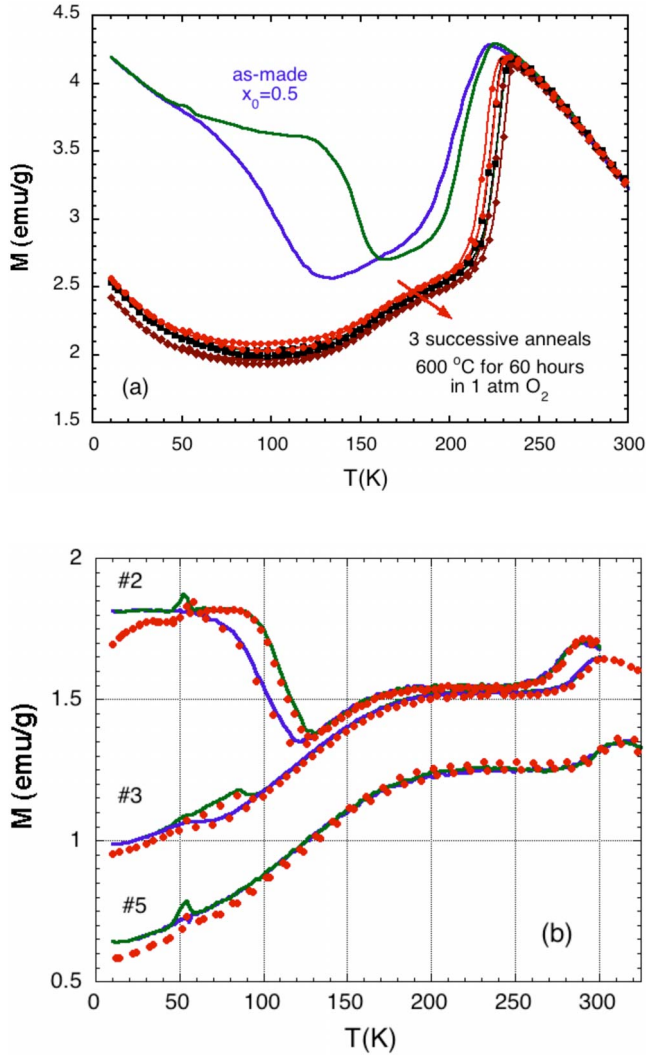 4.5
4
3.5
3
2.5
2
1.5
M (emu/g)
as-made
x0=0.5
3 successive anneals
600 °C for 60 hours
in 1 atm O2
(a)
0 50 100 150 200 250 300
T(K)
2
1.5
1
0.5
M (emu/g)
#2
#3
#5
(b)
0 50 100 150 200 250 300
T(K)